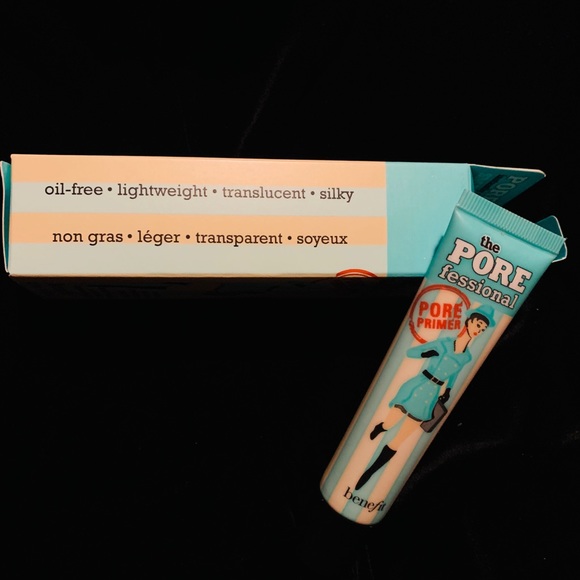 oil-free • lightweight • translucent • silky
non gras • léger • transparent • soyeux
the
PORE
fessional
PORE
PRIMER
benefit